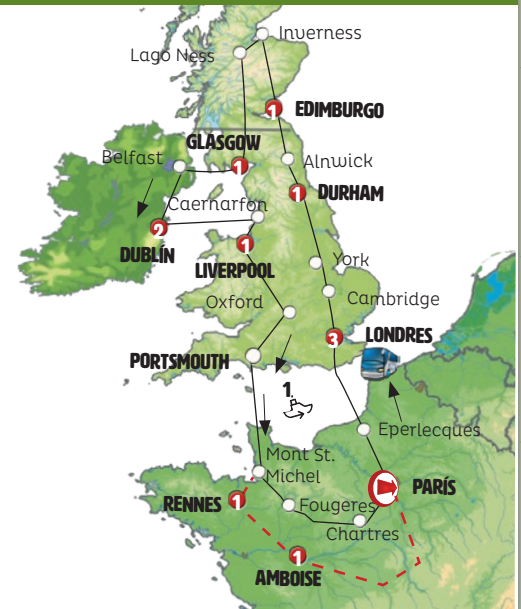 Inverness
Lago Ness
1 EDIMBURGO
GLASGOW
1
Belfast
Alnwick
1 DURHAM
Caernarfon
2
DUBLÍN
1
LIVERPOOL
York
Oxford
Cambridge
3 LONDRES
PORTSMOUTH
1
Eperlecques
Mont St.
Michel
PARÍS
RENNES 1
Fougeres
Chartres
1
AMBOISE